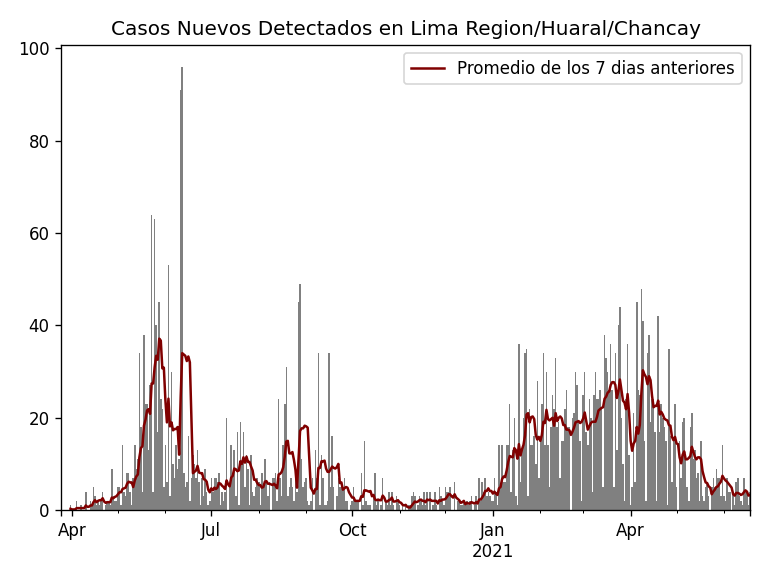 Casos Nuevos Detectados en Lima Region/Huaral/Chancay
Promedio de los 7 dias anteriores
100
80
60
40
20
0
Apr Jul Oct Jan Apr
2021